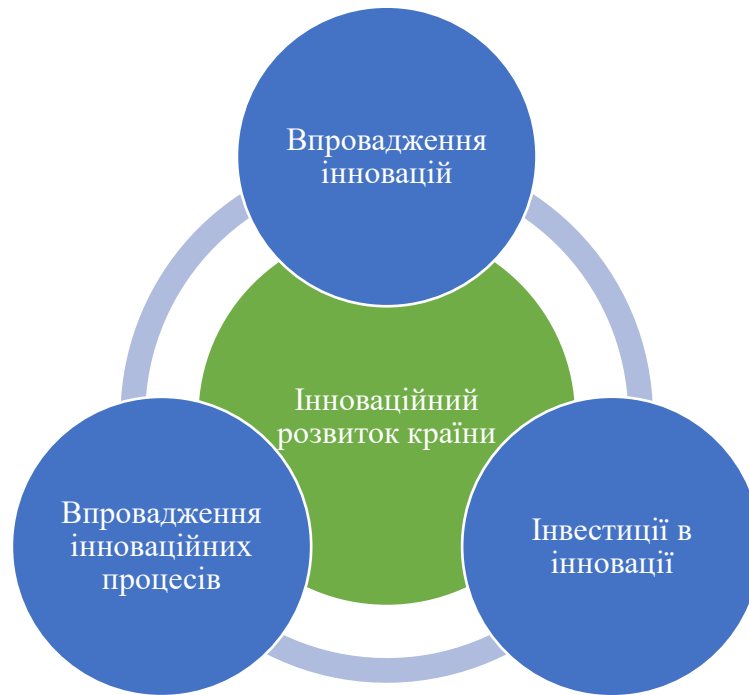 Впровадження
інновацій
Інноваційний
розвиток країни
Впровадження
інноваційних
процесів
Інвестиції в
інновації